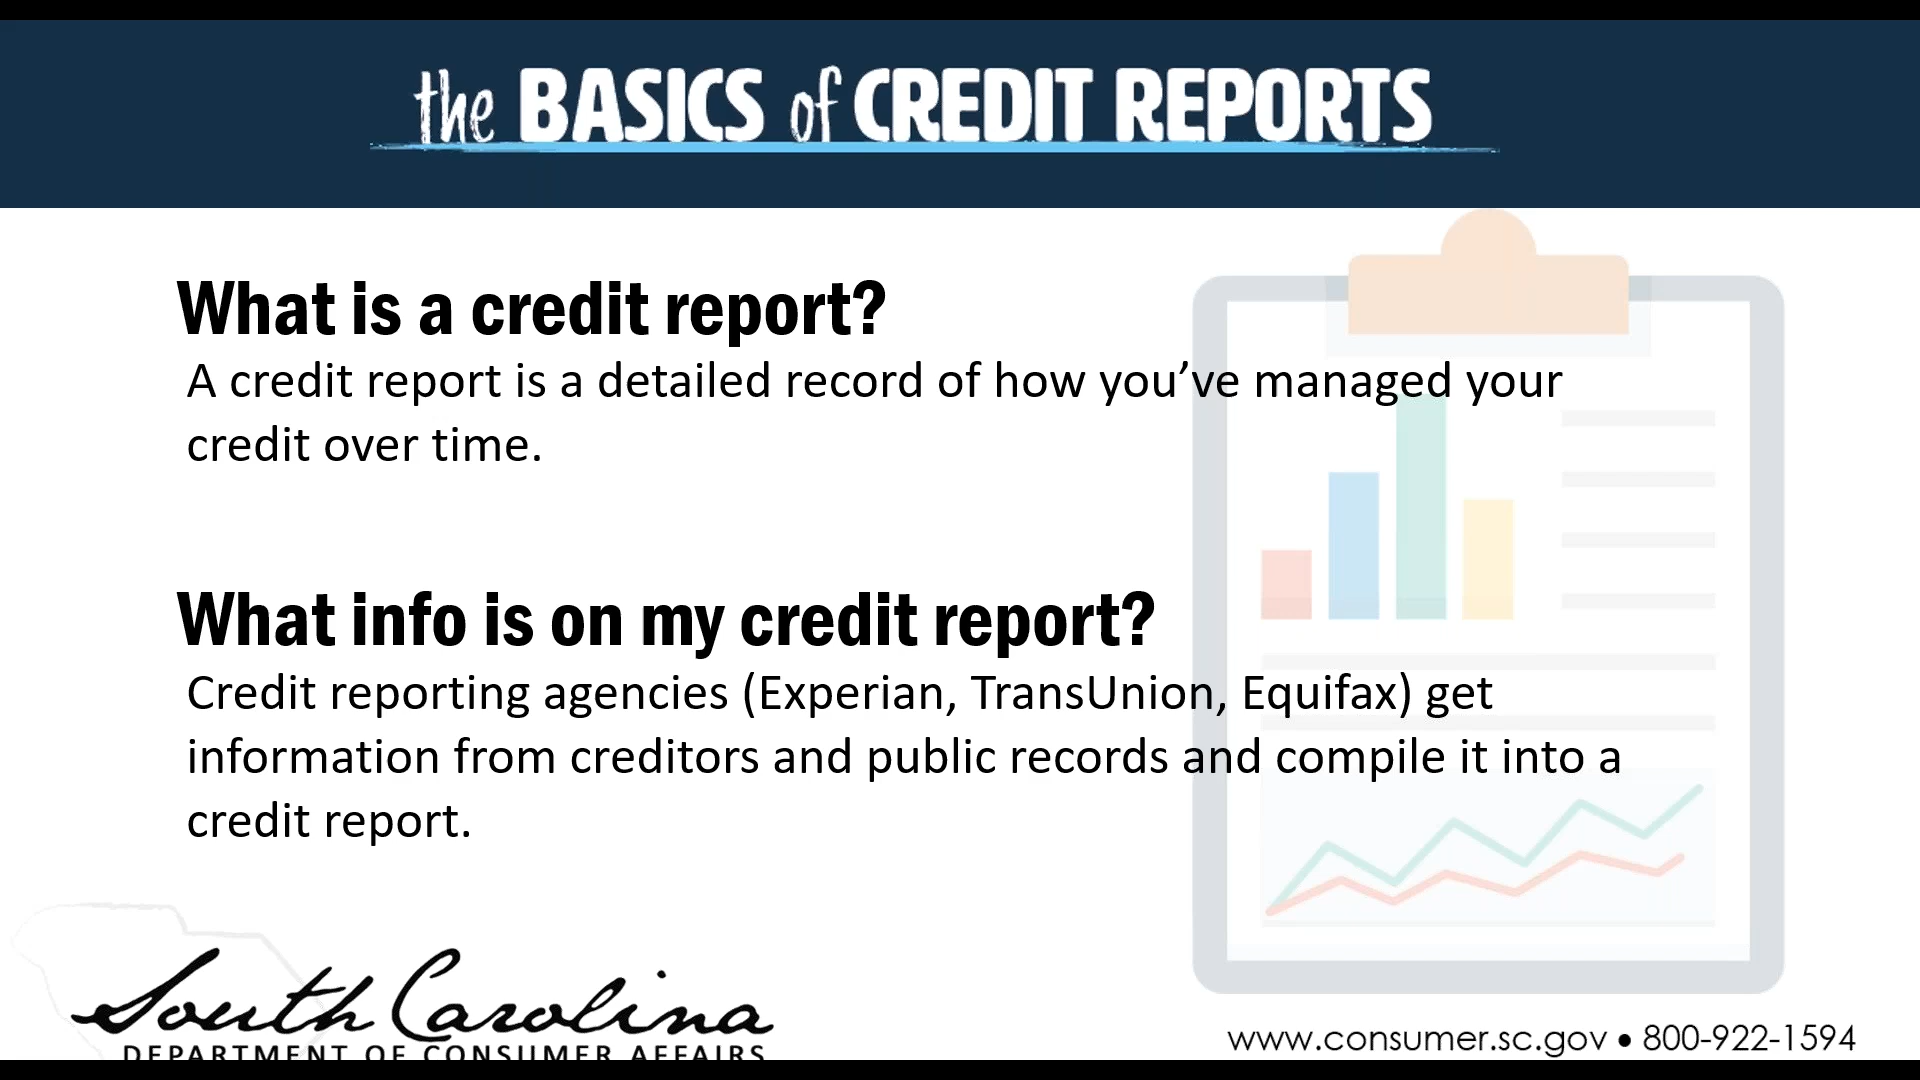 the BASICS of CREDIT REPORTS
What is a credit report?
A credit report is a detailed record of how you’ve managed your
credit over time.
What info is on my credit report?
Credit reporting agencies (Experian, TransUnion, Equifax) get
information from creditors and public records and compile it into a
credit report.
South Carolina
DEPARTMENT OF CONSUMER AFFAIRS
www.consumer.sc.gov • 800-922-1594